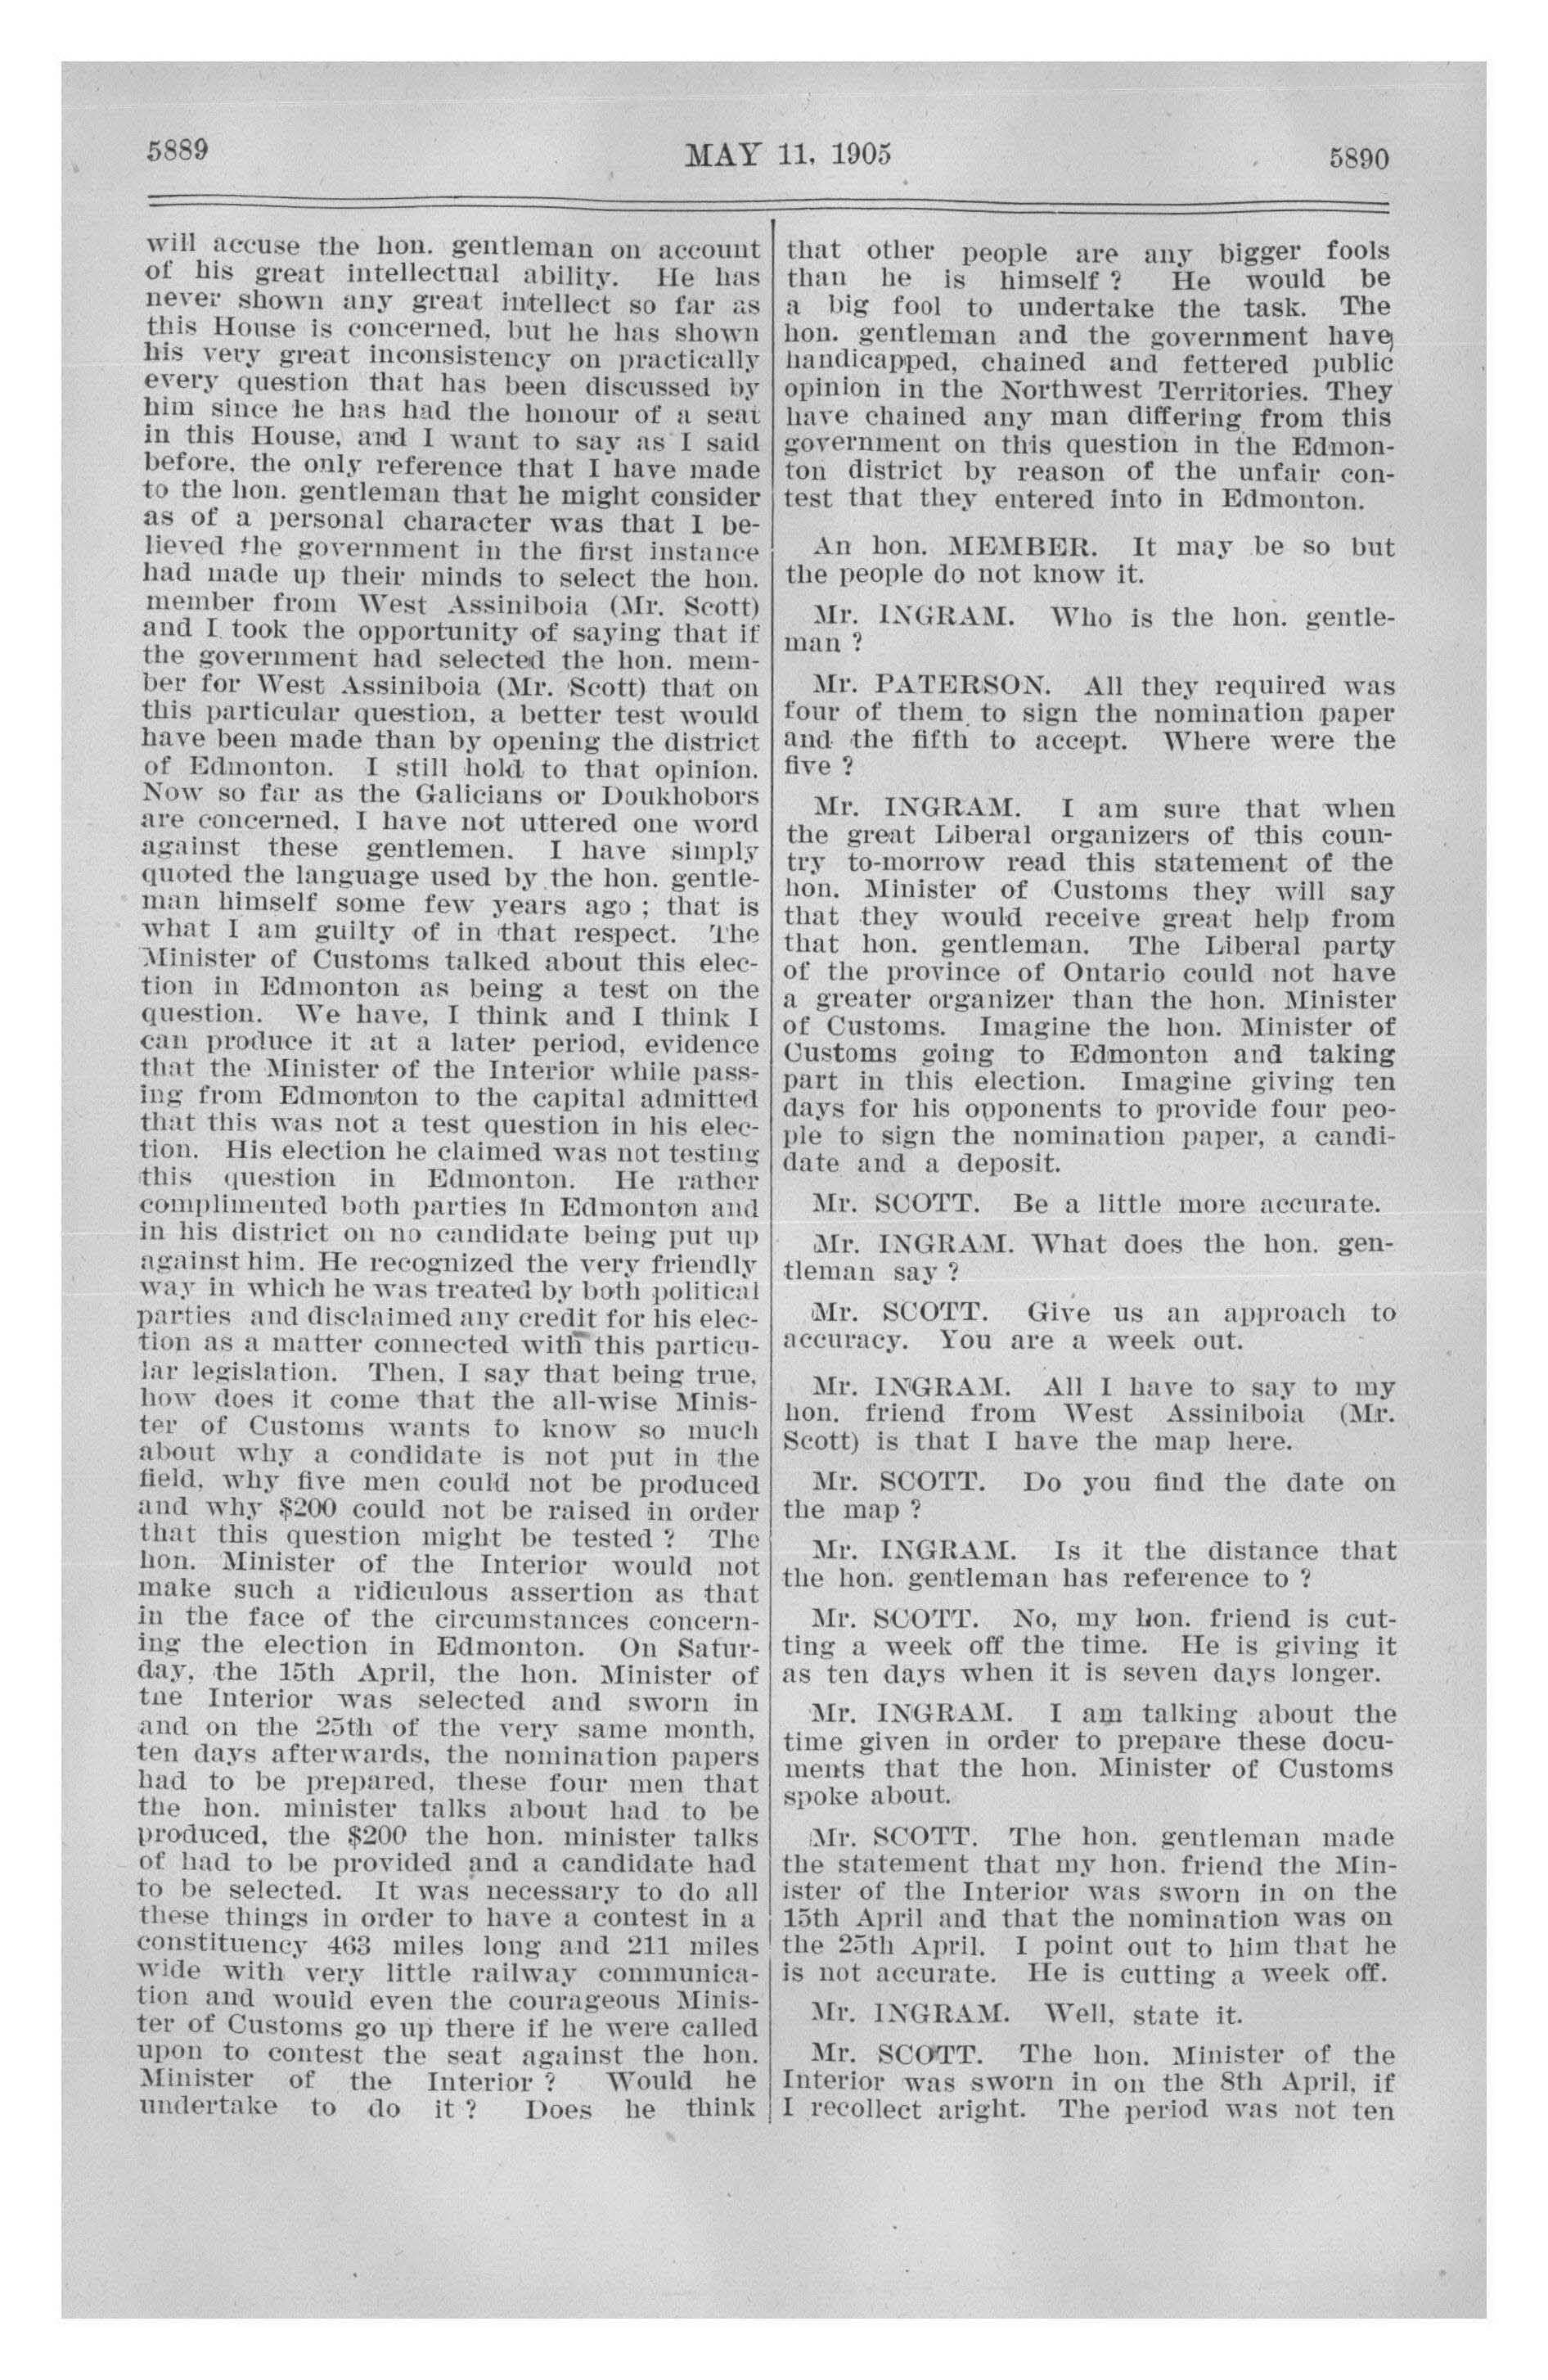 5889
MAY 11, 1905
5890
will accuse the hon. gentleman on account
of his great intellectual ability. He has
never shown any great intellect so far as
this House is concerned, but he has shown
his very great inconsistency on practically
every question that has been discussed by
him since he has had the honour of a seat
in this House, and I want to say as I said
before, the only reference that I have made
to the hon. gentleman that he might consider
as of a personal character was that I be-
lieved the government in the first instance
had made up their minds to select the hon.
member from West Assiniboia (Mr. Scott)
and I took the opportunity of saying that if
the government had selected the hon. mem-
ber for West Assiniboia (Mr. Scott) that on
this particular question, a better test would
have been made than by opening the district
of Edmonton. I still hold to that opinion.
Now so far as the Galicians or Doukhobors
are concerned, I have not uttered one word
against these gentlemen. I have simply
quoted the language used by the hon. gentle-
man himself some few years ago ; that is
what I am guilty of in that respect. The
Minister of Customs talked about this elec-
tion in Edmonton as being a test on the
question. We have, I think and I think I
can produce it at a later period, evidence
that the Minister of the Interior while pass-
ing from Edmonton to the capital admitted
that this was not a test question in his elec-
tion. His election he claimed was not testing
this question in Edmonton. He rather
complimented both parties in Edmonton and
in his district on no candidate being put up
against him. He recognized the very friendly
way in which he was treated by both political
parties and disclaimed any credit for his elec-
tion as a matter connected with this particu-
lar legislation. Then, I say that being true,
how does it come that the all-wise Minis-
ter of Customs wants to know so much
about why a condidate is not put in the
field, why five men could not be produced
and why $200 could not be raised in order
that this question might be tested ? The
hon. Minister of the Interior would not
make such a ridiculous assertion as that
in the face of the circumstances concern-
ing the election in Edmonton. On Satur-
day, the 15th April, the hon. Minister of
the Interior was selected and sworn in
and on the 25th of the very same month,
ten days afterwards, the nomination papers
had to be prepared, these four men that
the hon. minister talks about had to be
produced, the $200 the hon. minister talks
of had to be provided and a candidate had
to be selected. It was necessary to do all
these things in order to have a contest in a
constituency 463 miles long and 211 miles
wide with very little railway communica-
tion and would even the courageous Minis-
ter of Customs go up there if he were called
upon to contest the seat against the hon.
Minister of the Interior ? Would he
undertake to do it ? Does he think
that other people are any bigger fools
than he is himself ? He would be
a big fool to undertake the task. The
hon. gentleman and the government have
handicapped, chained and fettered public
opinion in the Northwest Territories. They
have chained any man differing from this
government on this question in the Edmon-
ton district by reason of the unfair con-
test that they entered into in Edmonton.
An hon. MEMBER. It may be so but
the people do not know it.
Mr. INGRAM. Who is the hon. gentle-
man ?
Mr. PATERSON. All they required was
four of them to sign the nomination paper
and the fifth to accept. Where were the
five ?
Mr. INGRAM. I am sure that when
the great Liberal organizers of this coun-
try to-morrow read this statement of the
hon. Minister of Customs they will say
that they would receive great help from
that hon. gentleman. The Liberal party
of the province of Ontario could not have
a greater organizer than the hon. Minister
of Customs. Imagine the hon. Minister of
Customs going to Edmonton and taking
part in this election. Imagine giving ten
days for his opponents to provide four peo-
ple to sign the nomination paper, a candi-
date and a deposit.
Mr. SCOTT. Be a little more accurate.
Mr. INGRAM. What does the hon. gen-
tleman say ?
Mr. SCOTT. Give us an approach to
accuracy. You are a week out.
Mr. INGRAM. All I have to say to my
hon. friend from West Assiniboia (Mr.
Scott) is that I have the map here.
Mr. SCOTT. Do you find the date on
the map ?
Mr. INGRAM. Is it the distance that
the hon. gentleman has reference to ?
Mr. SCOTT. No, my hon. friend is cut-
ting a week off the time. He is giving it
as ten days when it is seven days longer.
Mr. INGRAM. I am talking about the
time given in order to prepare these docu-
ments that the hon. Minister of Customs
spoke about.
Mr. SCOTT. The hon. gentleman made
the statement that my hon. friend the Min-
ister of the Interior was sworn in on the
15th April and that the nomination was on
the 25th April. I point out to him that he
is not accurate. He is cutting a week off.
Mr. INGRAM. Well, state it.
Mr. SCOTT. The hon. Minister of the
Interior was sworn in on the 8th April, if
I recollect aright. The period was not ten